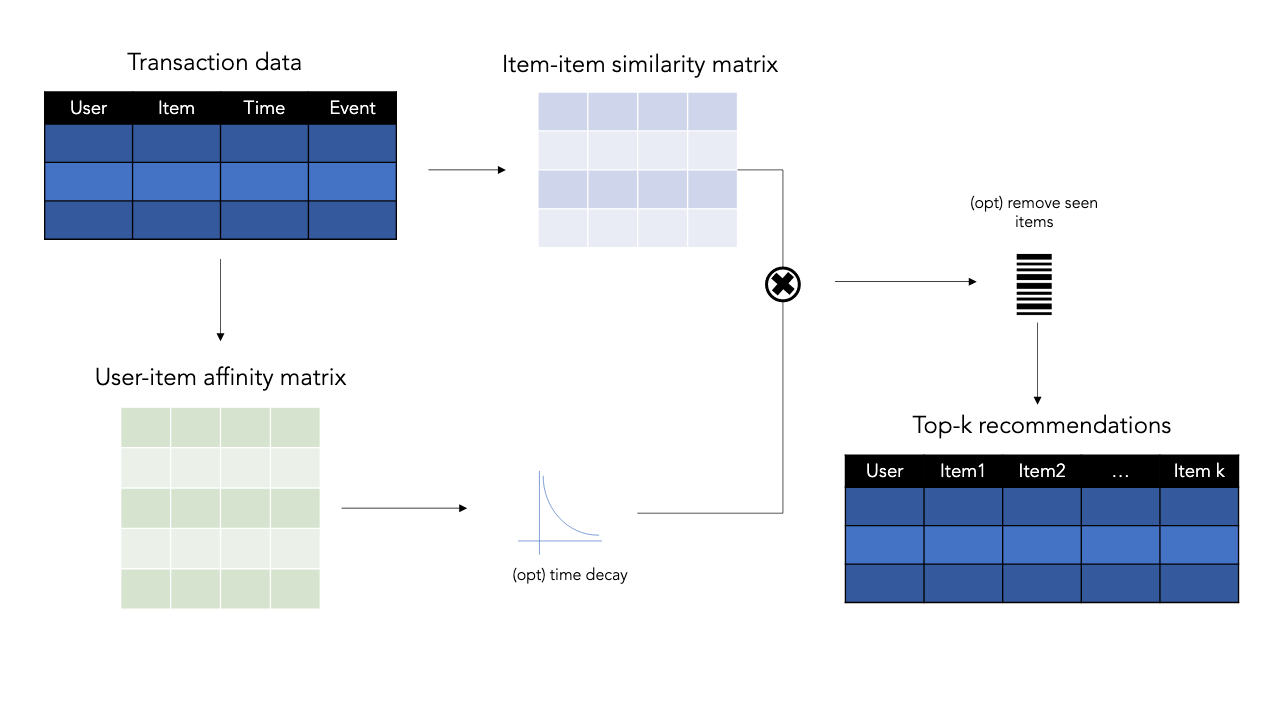 Transaction data
User Item Time Event
Item-item similarity matrix
(opt) remove seen
items
User-item affinity matrix
(opt) time decay
Top-k recommendations
User Item1 Item2 ... Item k